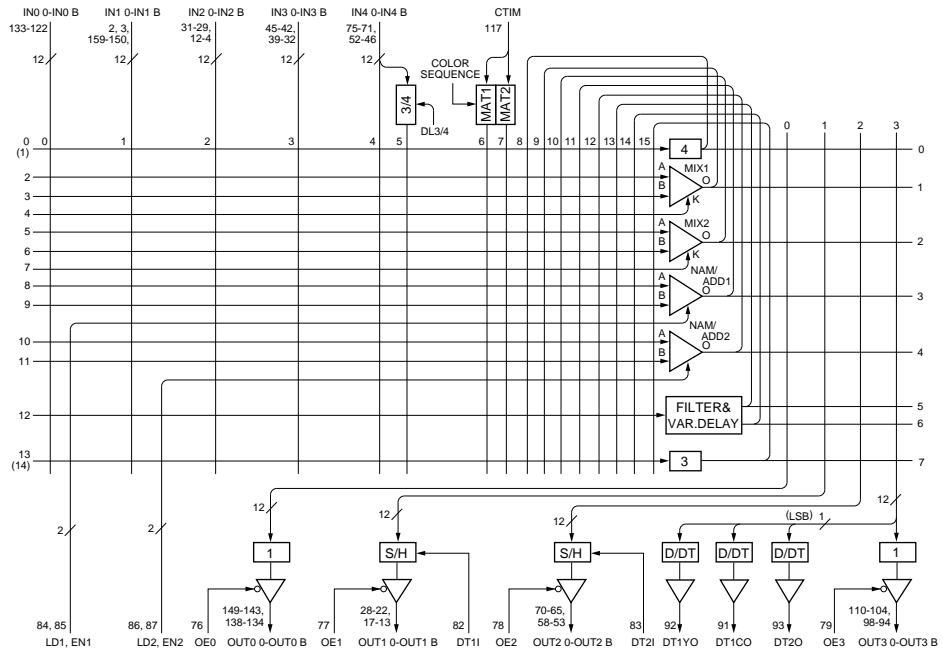 IN0 0-IN0 B IN1 0-IN1 B IN2 0-IN2 B IN3 0-IN3 B IN4 0-IN4 B CTIM
133-122 2, 3, 159-150, 31-29, 12-4 45-42, 39-32 75-71, 52-46 117
12 12 12 12 12
COLOR SEQUENCE
3/4 MAT1 MAT2
DL3/4
0 1 2 3
0 (1) 0 1 2 3 4 5 6 7 8 9 10 11 12 13 14 15 4 0
2 A MIX1 O 1
3 B
4 K
5 A MIX2 O 2
6 B
7 K
8 A NAM/ADD1 O 3
9 B
10 A NAM/ADD2 O 4
11 B
12 FILTER& VAR.DELAY 5
6
13 (14) 3 7
2 2 12 12 12 (LSB) 1 12
1 S/H S/H D/DT D/DT D/DT 1
84, 85 86, 87 76 149-143, 138-134 77 28-22, 17-13 82 78 70-65, 58-53 83 92 91 93 79 110-104, 98-94
LD1, EN1 LD2, EN2 OE0 OUT0 0-OUT0 B OE1 OUT1 0-OUT1 B DT1I OE2 OUT2 0-OUT2 B DT2I DT1YO DT1CO DT2O OE3 OUT3 0-OUT3 B